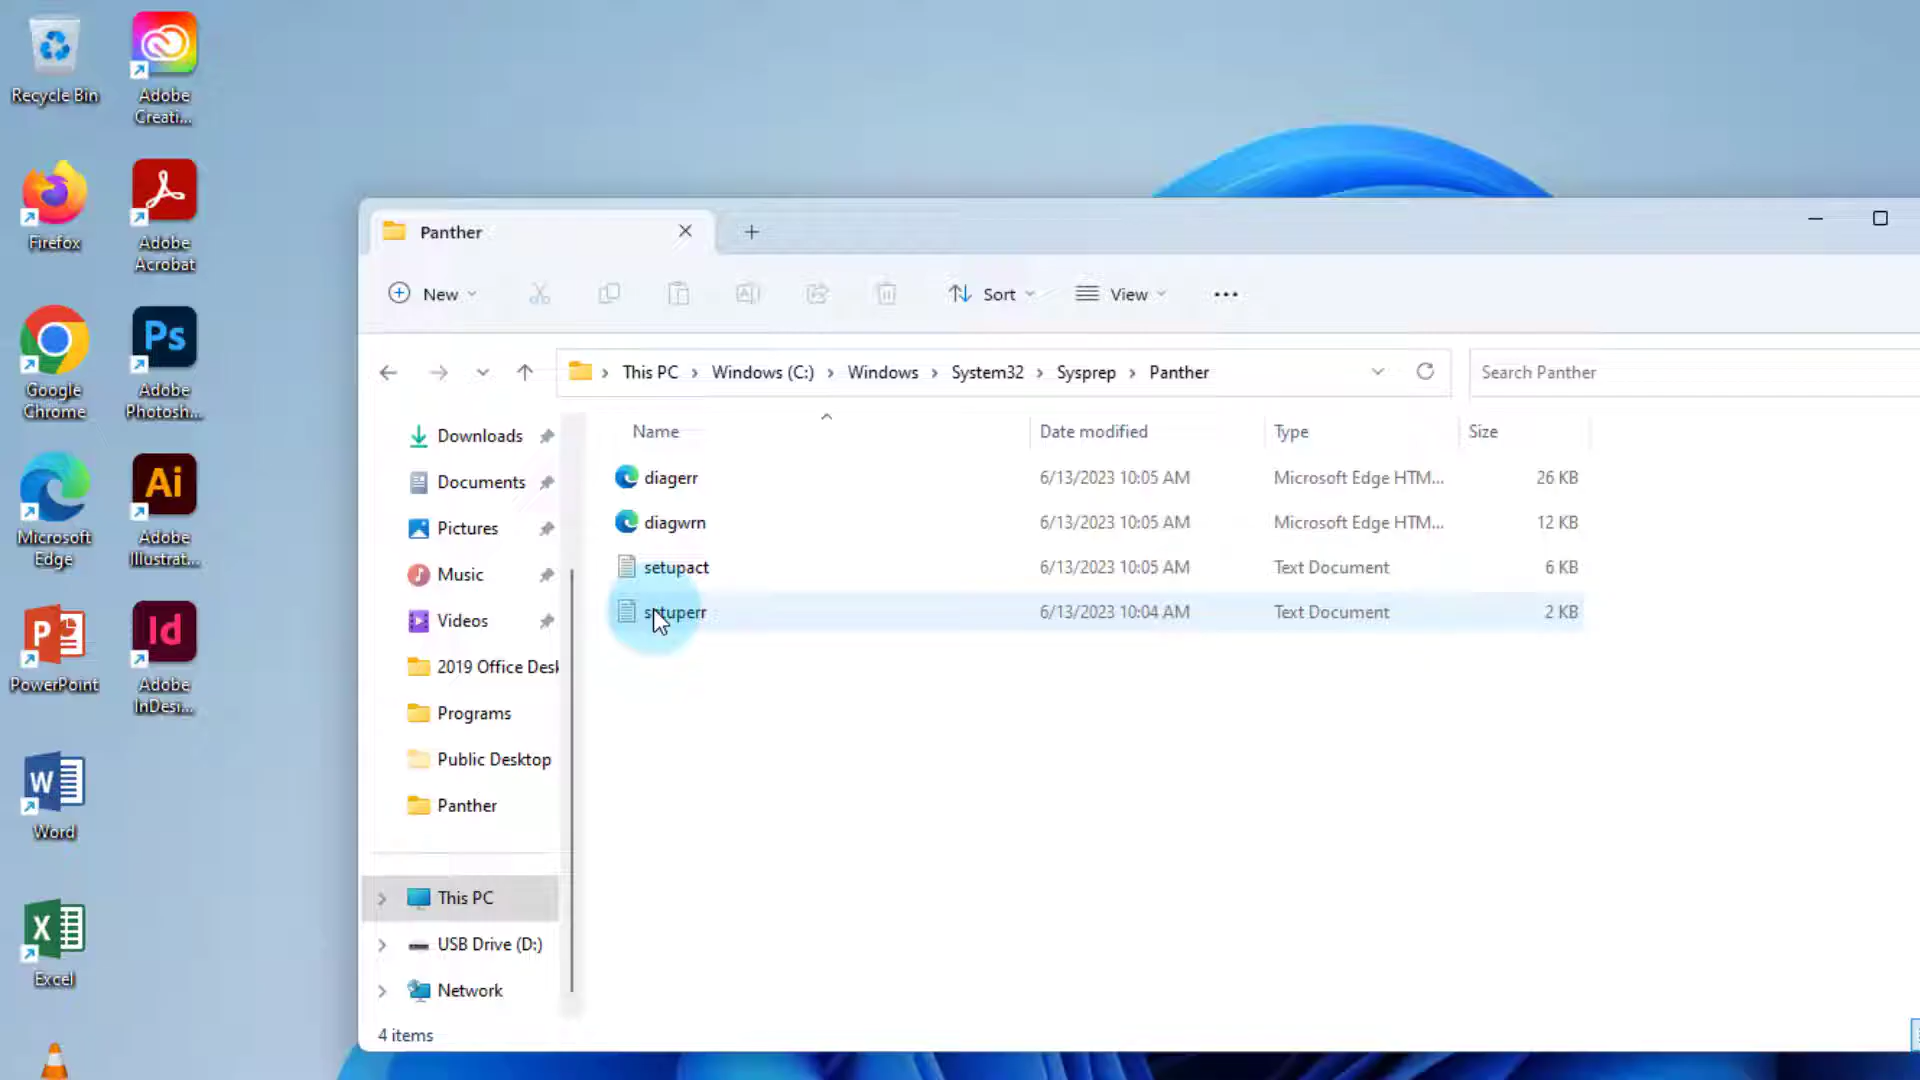 Recycle Bin
Adobe
Creati...
Firefox
Adobe
Acrobat
Google
Chrome
Ps
Adobe
Photosh...
Microsoft
Edge
Ai
Adobe
Illustrat...
P
PowerPoint
Id
Adobe
InDesi...
W
Word
X
Excel
Panther
New
Sort
View
This PC
Windows (C:)
Windows
System32
Sysprep
Panther
Search Panther
Downloads
Documents
Pictures
Music
Videos
2019 Office Desk
Programs
Public Desktop
Panther
This PC
USB Drive (D:)
Network
Name
Date modified
Type
Size
diagerr
6/13/2023 10:05 AM
Microsoft Edge HTM...
26 KB
diagwrn
6/13/2023 10:05 AM
Microsoft Edge HTM...
12 KB
setupact
6/13/2023 10:05 AM
Text Document
6 KB
setuperr
6/13/2023 10:04 AM
Text Document
2 KB
4 items